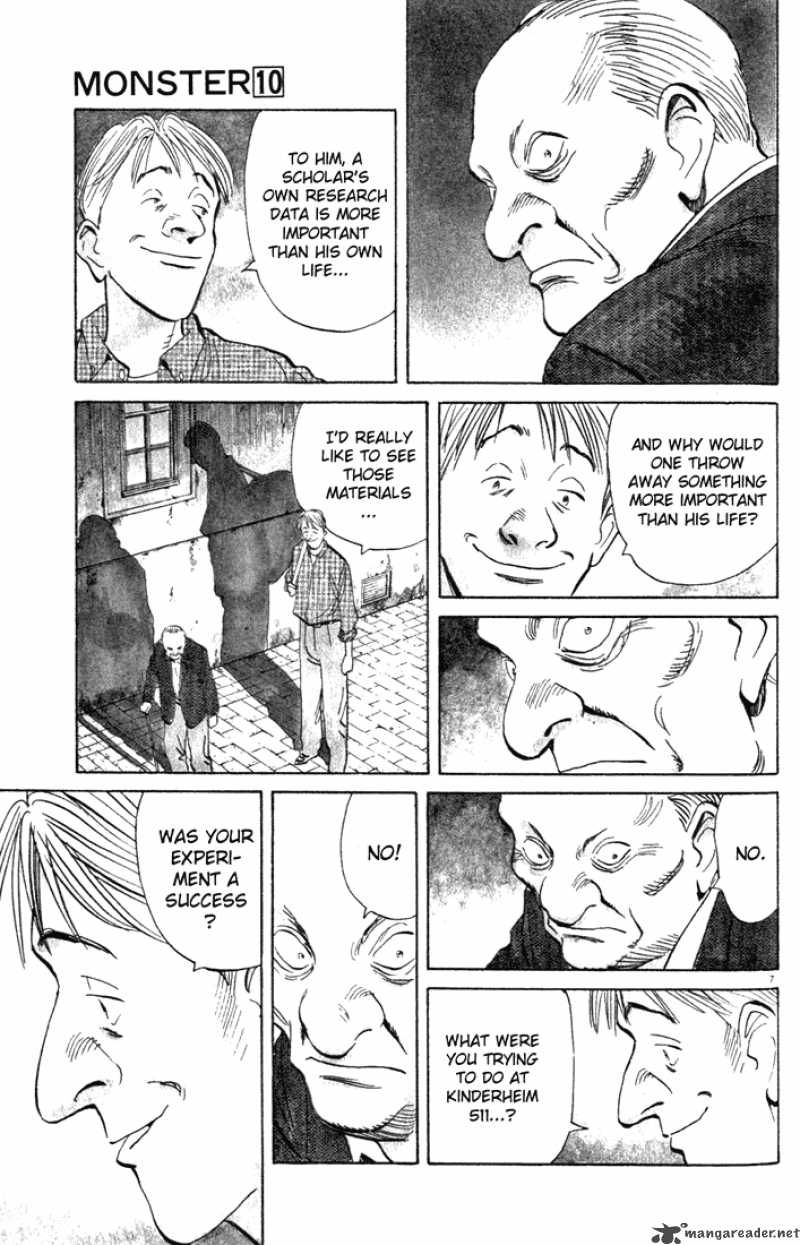 MONSTER 10
TO HIM, A
SCHOLAR'S
OWN RESEARCH
DATA IS MORE
IMPORTANT
THAN HIS OWN
LIFE...
AND WHY WOULD
ONE THROW
AWAY SOMETHING
MORE IMPORTANT
THAN HIS LIFE?
I'D REALLY
LIKE TO SEE
THOSE
MATERIALS
...
NO.
7
WHAT WERE
YOU TRYING
TO DO AT
KINDERHEIM
511...?
NO!
WAS YOUR
EXPERI-
MENT A
SUCCESS
?
mangareader.net